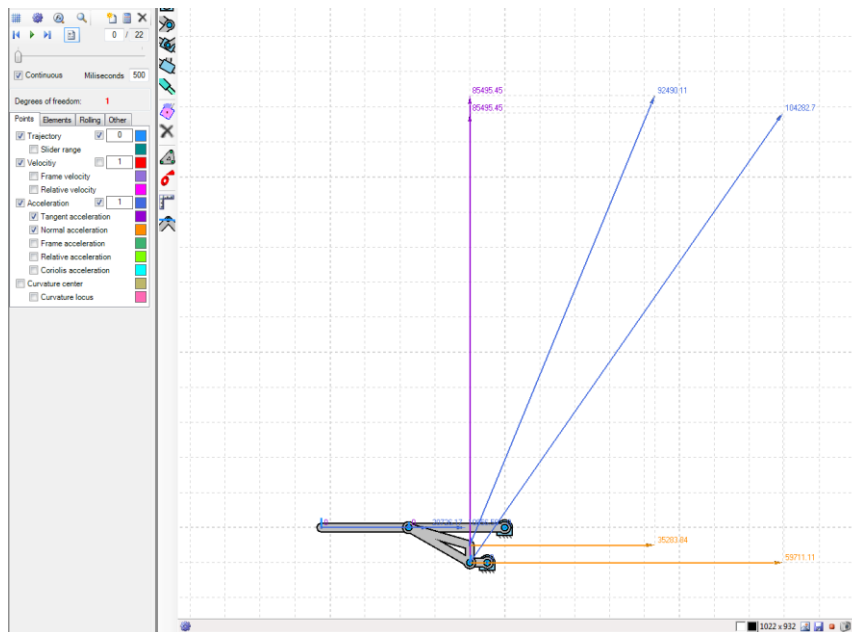 0 / 22
Continuous Miliseconds 500
Degrees of freedom: 1
Points Elements Rolling Other
Trajectory 0
Slider range
Velocitiy 1
Frame velocity
Relative velocity
Acceleration 1
Tangent acceleration
Normal acceleration
Frame acceleration
Relative acceleration
Coriolis acceleration
Curvature center
Curvature locus
85495.45
92490.11
85495.45
104282.7
35283.04
59711.11
1022 x 932